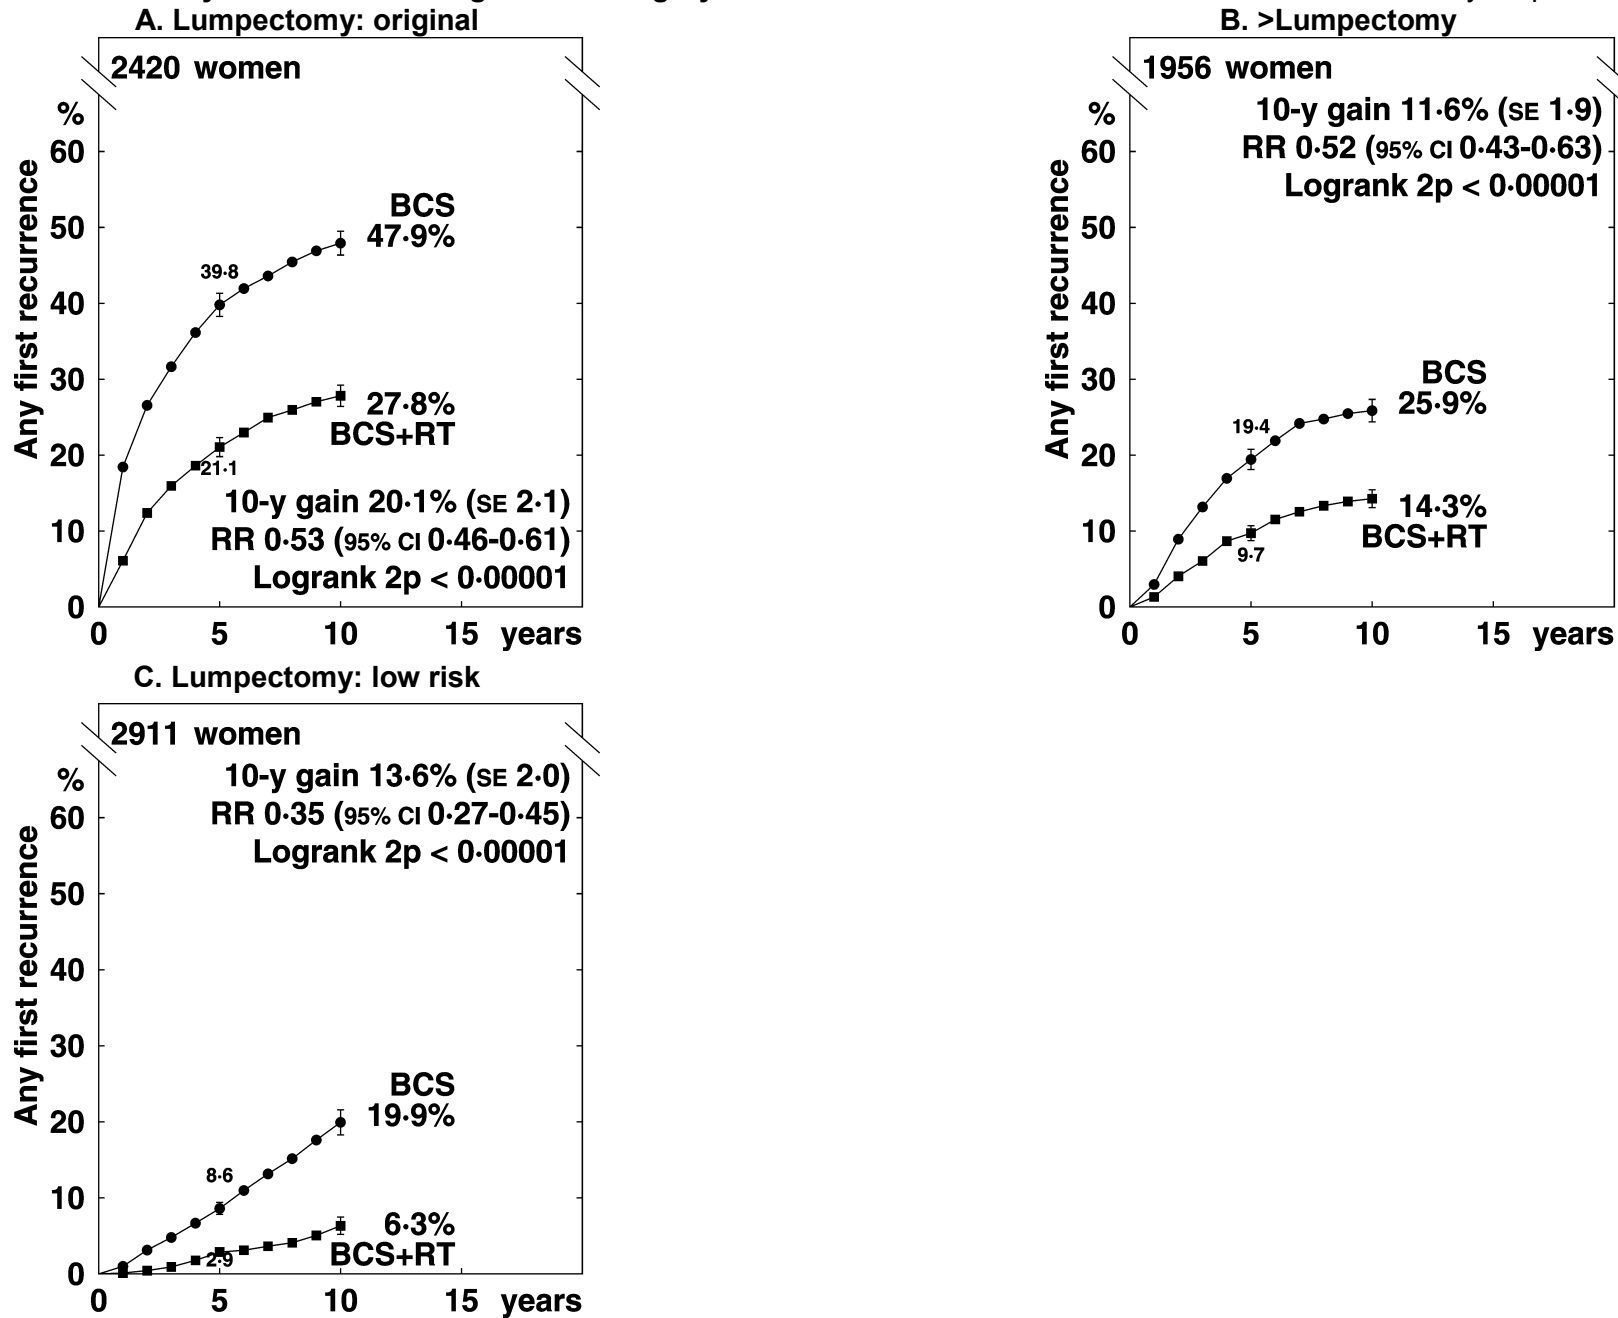 A. Lumpectomy: original
2420 women
%
60
50
40
30
20
10
0
Any first recurrence
BCS
47·9%
39·8
27·8%
BCS+RT
21·1
10-y gain 20·1% (SE 2·1)
RR 0·53 (95% CI 0·46-0·61)
Logrank 2p < 0·00001
0 5 10 15 years
B. >Lumpectomy
1956 women
10-y gain 11·6% (SE 1·9)
RR 0·52 (95% CI 0·43-0·63)
Logrank 2p < 0·00001
%
60
50
40
30
20
10
0
Any first recurrence
BCS
25·9%
19·4
14·3%
BCS+RT
9·7
0 5 10 15 years
C. Lumpectomy: low risk
2911 women
10-y gain 13·6% (SE 2·0)
RR 0·35 (95% CI 0·27-0·45)
Logrank 2p < 0·00001
%
60
50
40
30
20
10
0
Any first recurrence
BCS
19·9%
8·6
6·3%
BCS+RT
2·9
0 5 10 15 years